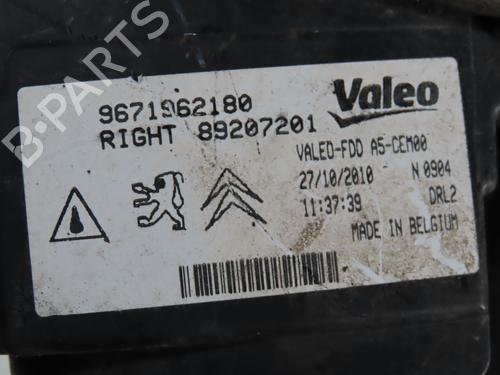 B-PARTS
9671962180
RIGHT 89207201
Valeo
VALEO-FDD A5-CEM00
27/10/2010 N 0904
11:37:39 DRL2
MADE IN BELGIUM